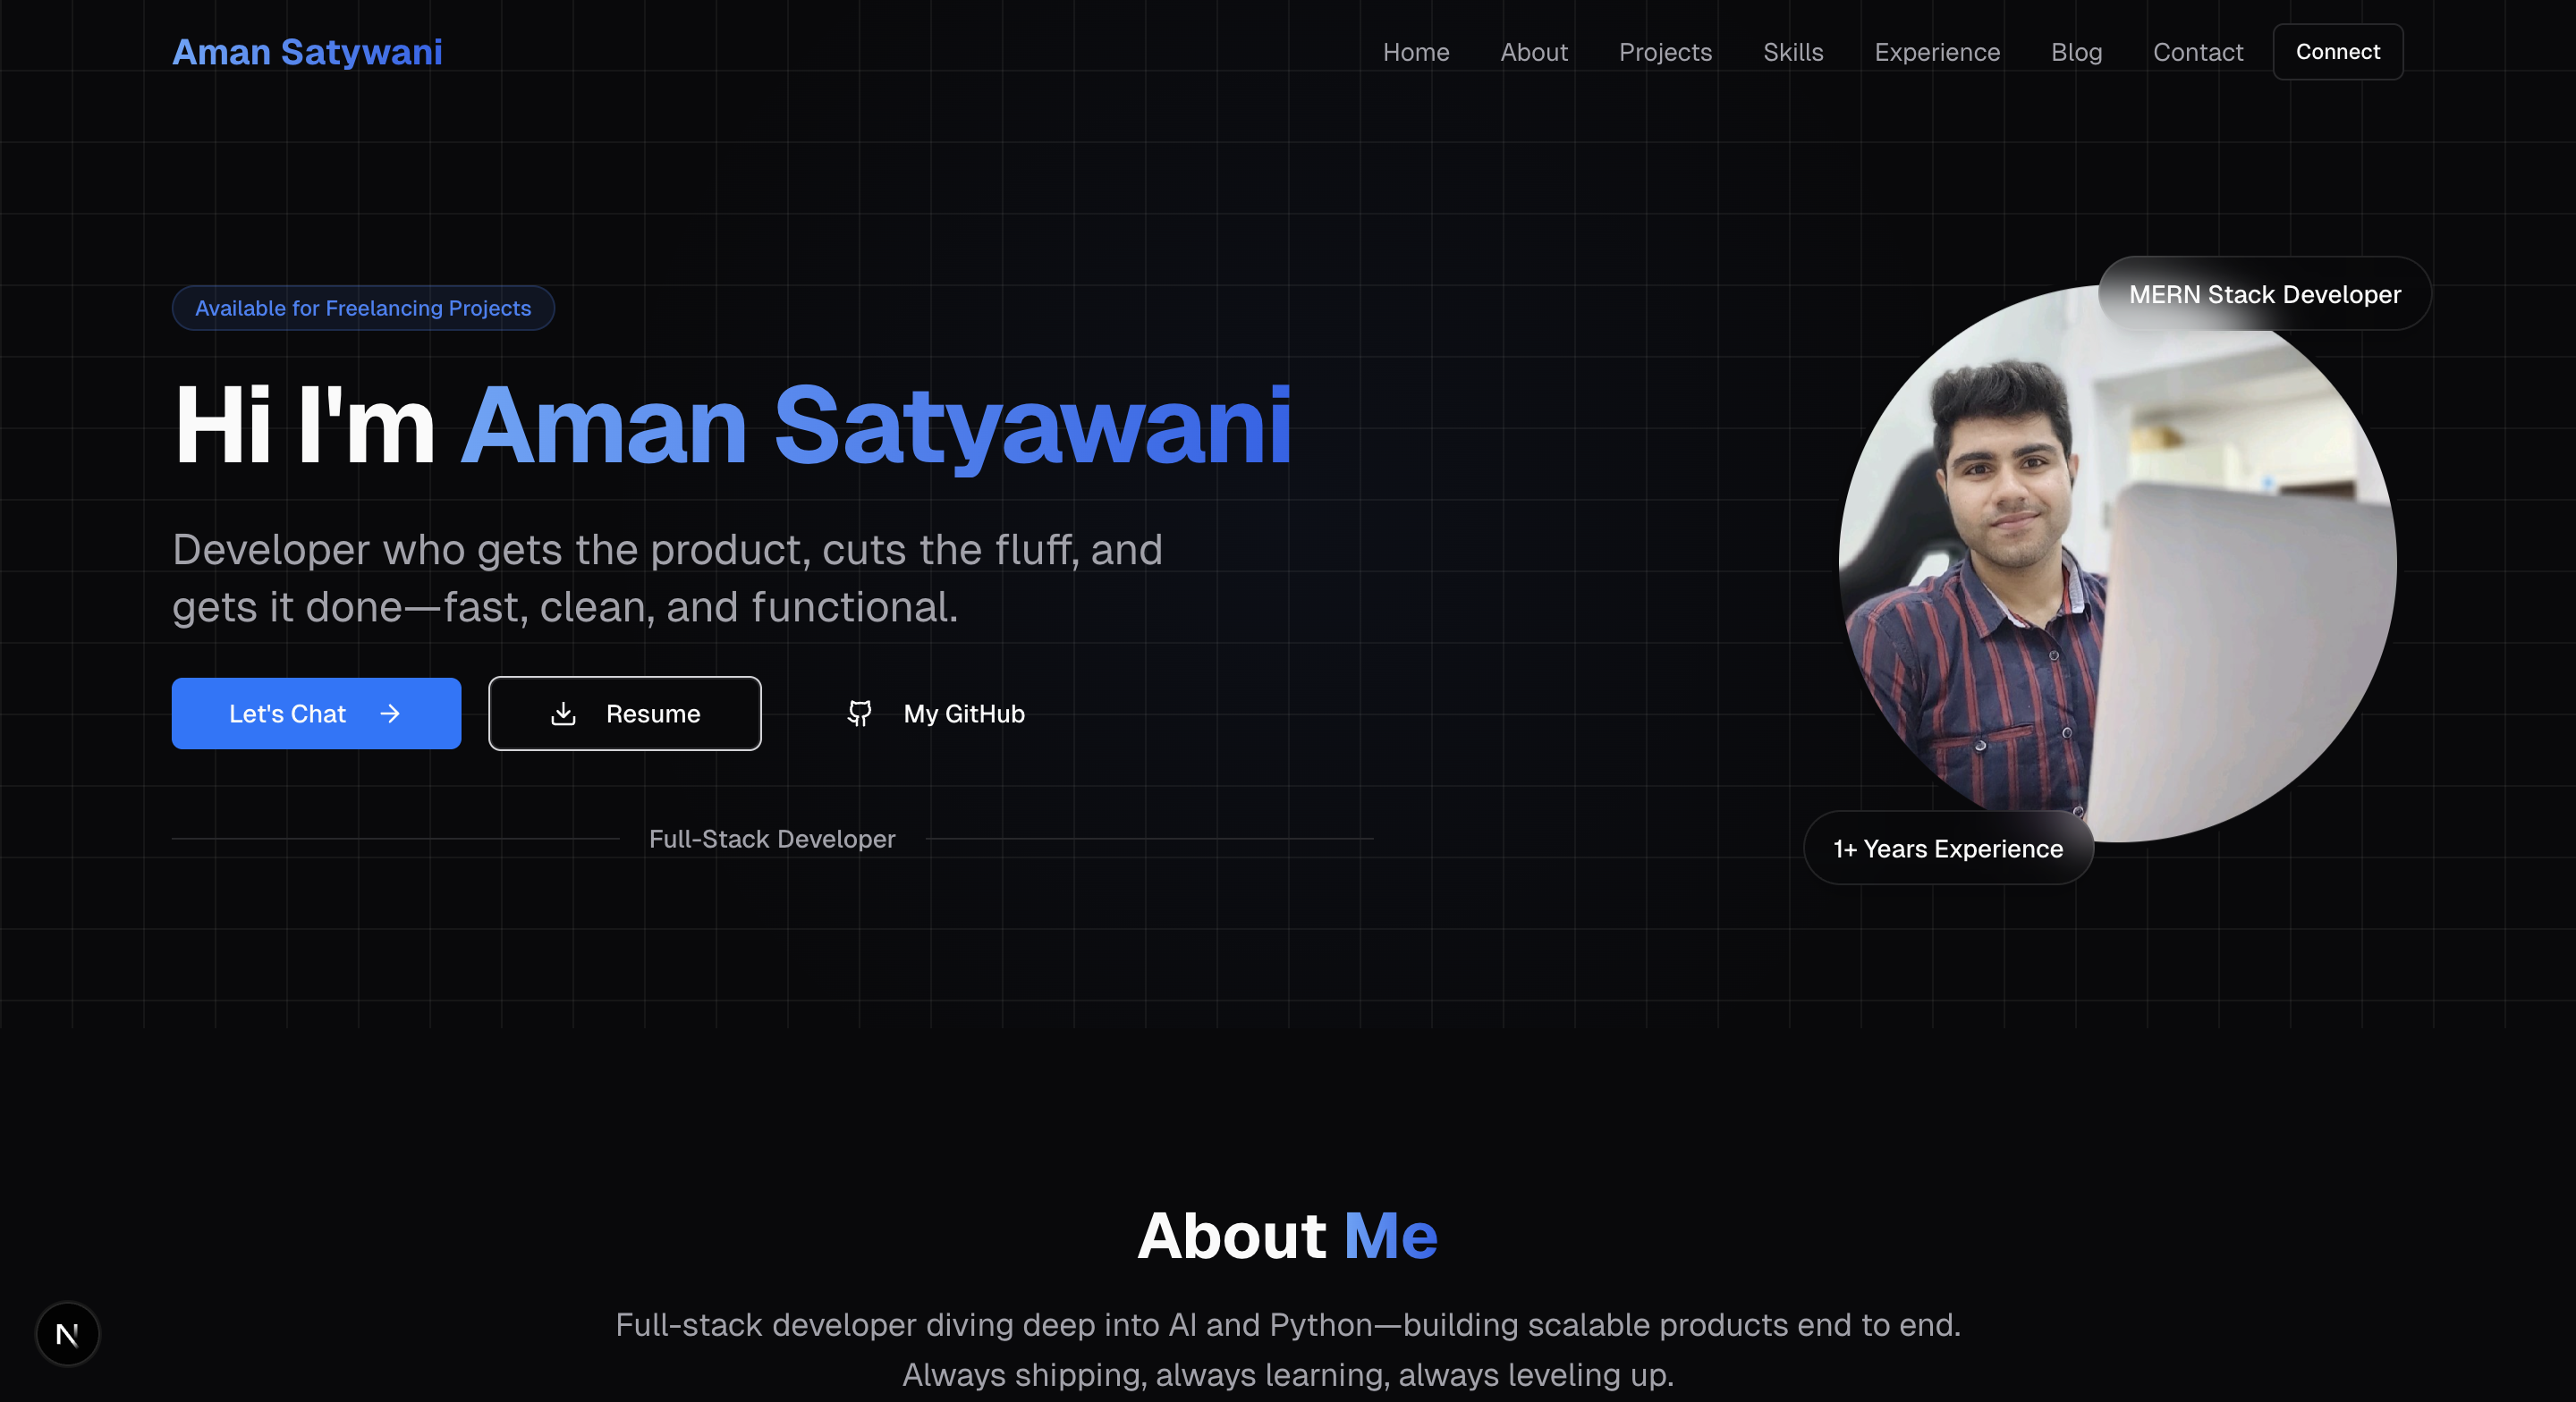 Aman Satywani
Home About Projects Skills Experience Blog Contact Connect
Available for Freelancing Projects
MERN Stack Developer
Hi I'm Aman Satyawani
Developer who gets the product, cuts the fluff, and
gets it done—fast, clean, and functional.
Let's Chat → Resume My GitHub
Full-Stack Developer
1+ Years Experience
About Me
Full-stack developer diving deep into AI and Python—building scalable products end to end.
Always shipping, always learning, always leveling up.
N